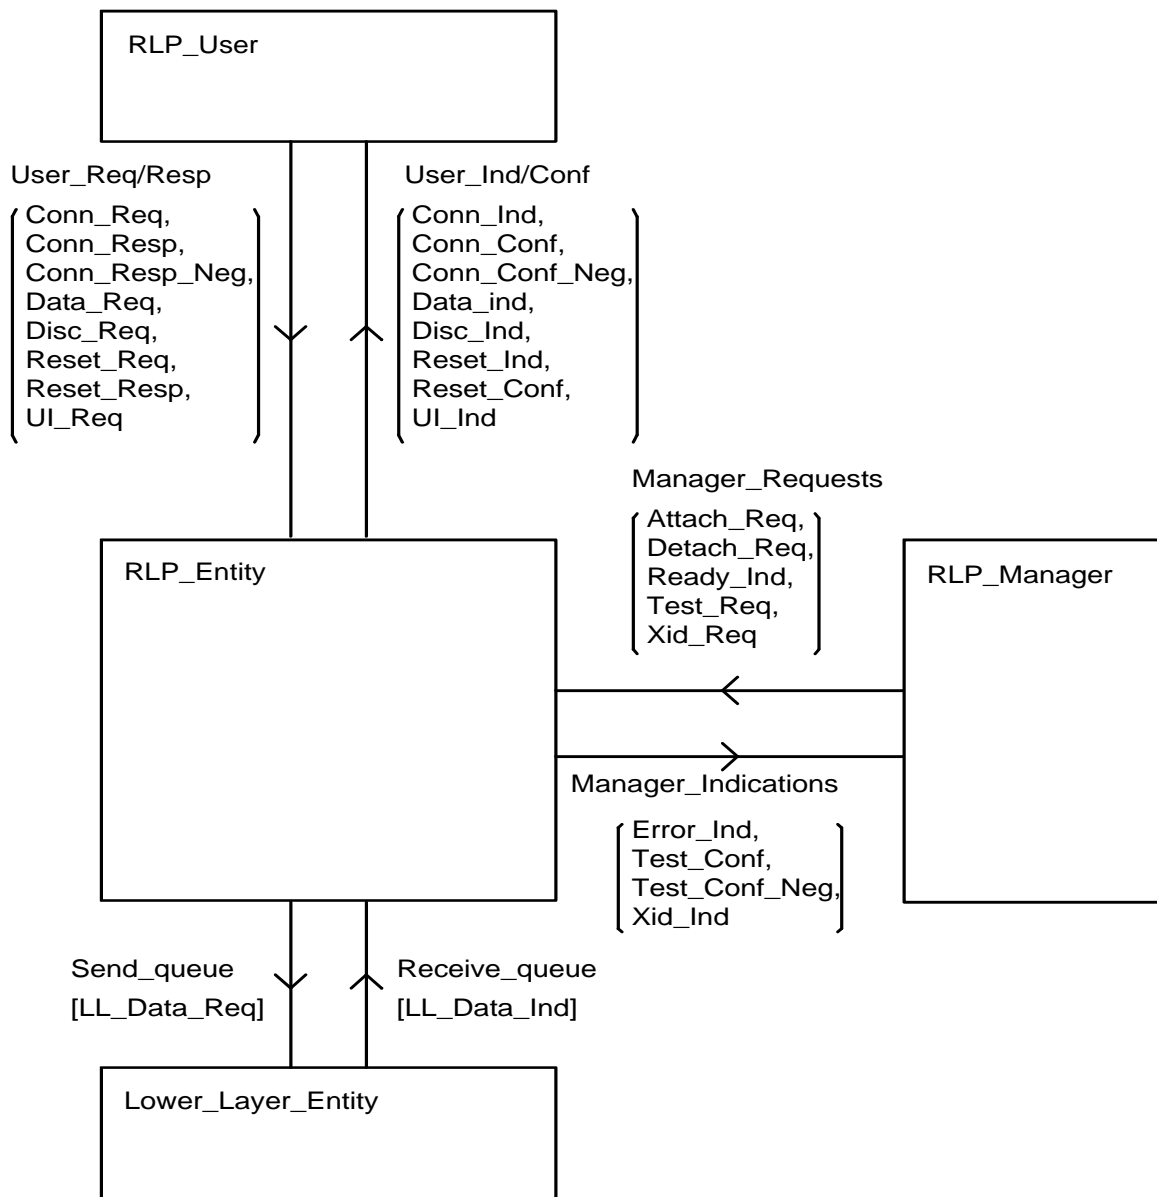 RLP_User
User_Req/Resp
Conn_Req,
Conn_Resp,
Conn_Resp_Neg,
Data_Req,
Disc_Req,
Reset_Req,
Reset_Resp,
UI_Req
User_Ind/Conf
Conn_Ind,
Conn_Conf,
Conn_Conf_Neg,
Data_ind,
Disc_Ind,
Reset_Ind,
Reset_Conf,
UI_Ind
Manager_Requests
Attach_Req,
Detach_Req,
Ready_Ind,
Test_Req,
Xid_Req
RLP_Entity
RLP_Manager
Manager_Indications
Error_Ind,
Test_Conf,
Test_Conf_Neg,
Xid_Ind
Send_queue
[LL_Data_Req]
Receive_queue
[LL_Data_Ind]
Lower_Layer_Entity